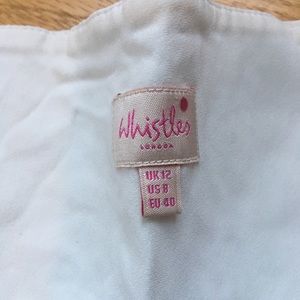 Whistles
LONDON
UK 12
US 8
EU 40